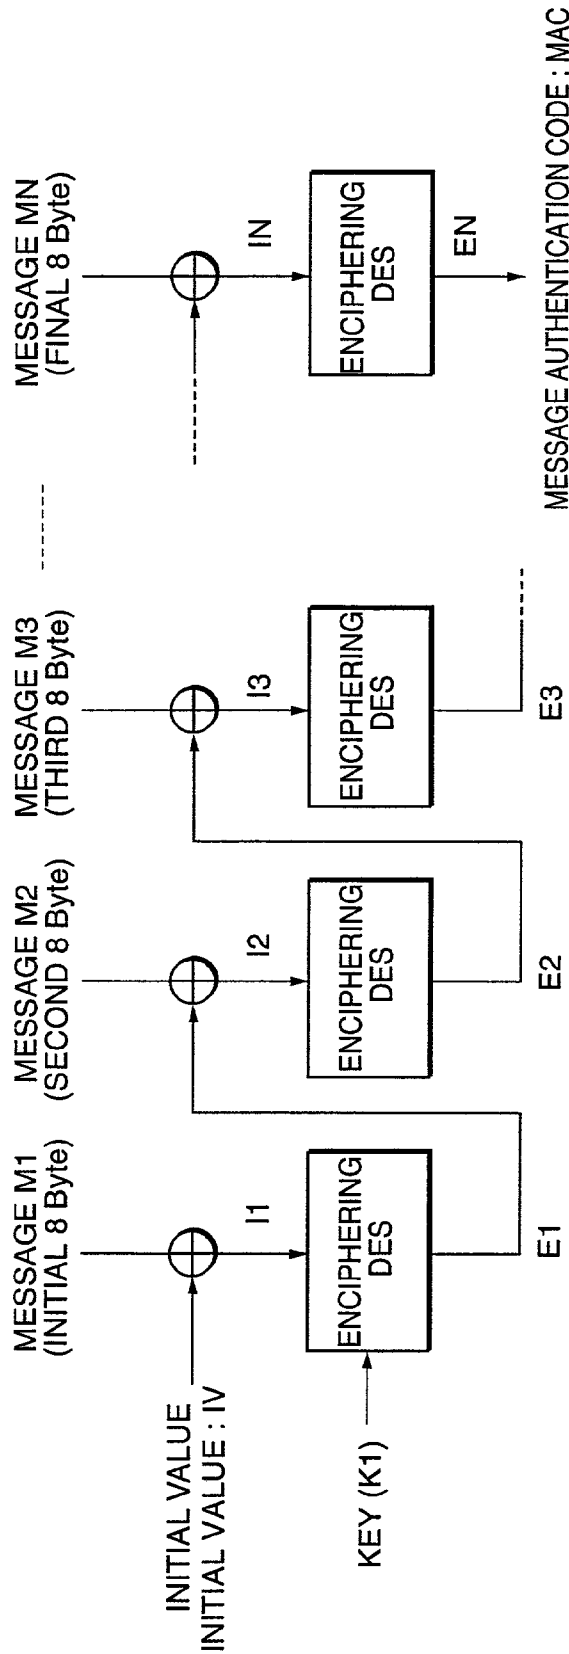 MESSAGE M1
(INITIAL 8 Byte)
MESSAGE M2
(SECOND 8 Byte)
MESSAGE M3
(THIRD 8 Byte)
MESSAGE MN
(FINAL 8 Byte)
INITIAL VALUE
INITIAL VALUE : IV
I1
I2
I3
IN
KEY (K1)
ENCIPHERING
DES
ENCIPHERING
DES
ENCIPHERING
DES
ENCIPHERING
DES
E1
E2
E3
EN
MESSAGE AUTHENTICATION CODE : MAC